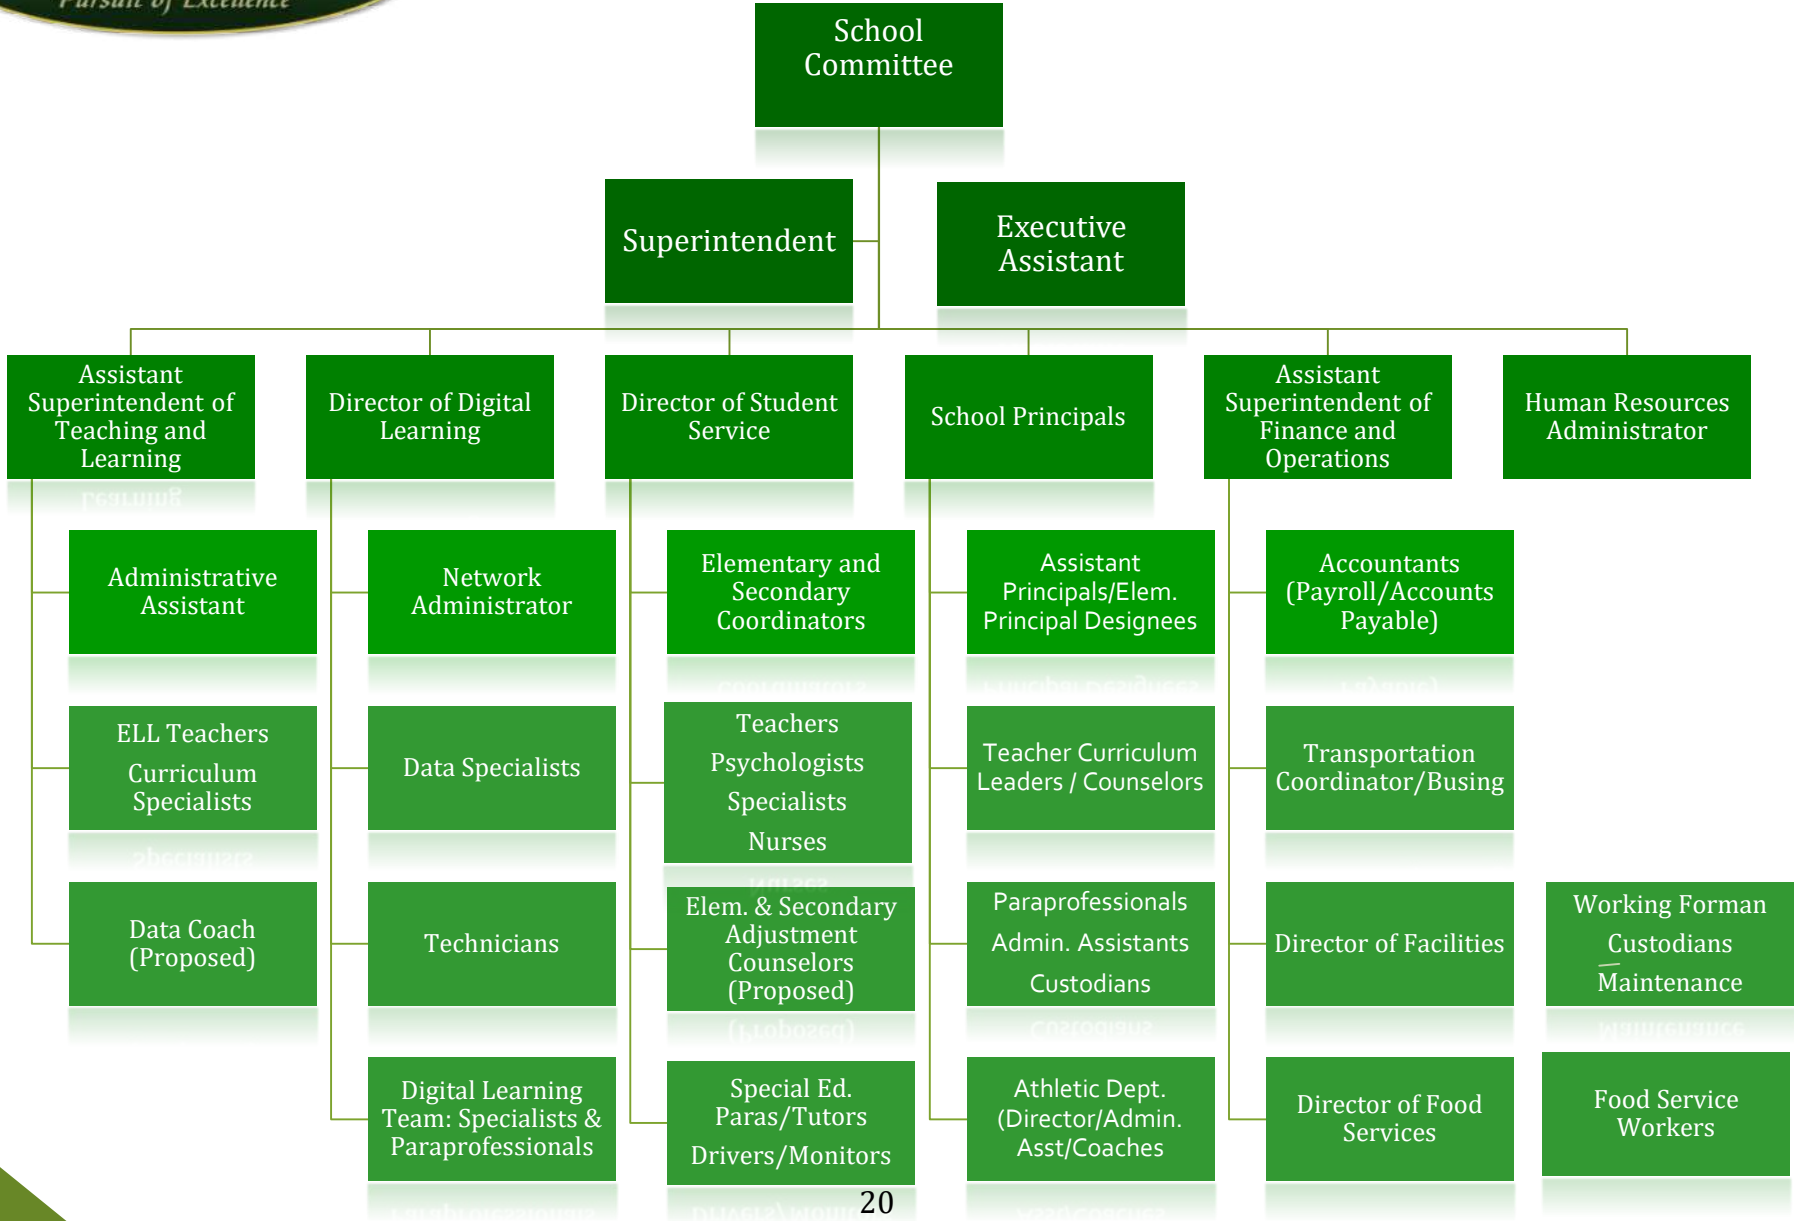 Pursuit of Excellence
School
Committee
Superintendent
Executive
Assistant
Assistant
Superintendent of
Teaching and
Learning
Director of Digital
Learning
Director of Student
Service
School Principals
Assistant
Superintendent of
Finance and
Operations
Human Resources
Administrator
Administrative
Assistant
Network
Administrator
Elementary and
Secondary
Coordinators
Assistant
Principals/Elem.
Principal Designees
Accountants
(Payroll/Accounts
Payable)
ELL Teachers
Curriculum
Specialists
Data Specialists
Teachers
Psychologists
Specialists
Nurses
Teacher Curriculum
Leaders / Counselors
Transportation
Coordinator/Busing
Data Coach
(Proposed)
Technicians
Elem. & Secondary
Adjustment
Counselors
(Proposed)
Paraprofessionals
Admin. Assistants
Custodians
Director of Facilities
Working Forman
Custodians
Maintenance
Digital Learning
Team: Specialists &
Paraprofessionals
Special Ed.
Paras/Tutors
Drivers/Monitors
Athletic Dept.
(Director/Admin.
Asst/Coaches
Director of Food
Services
Food Service
Workers
20